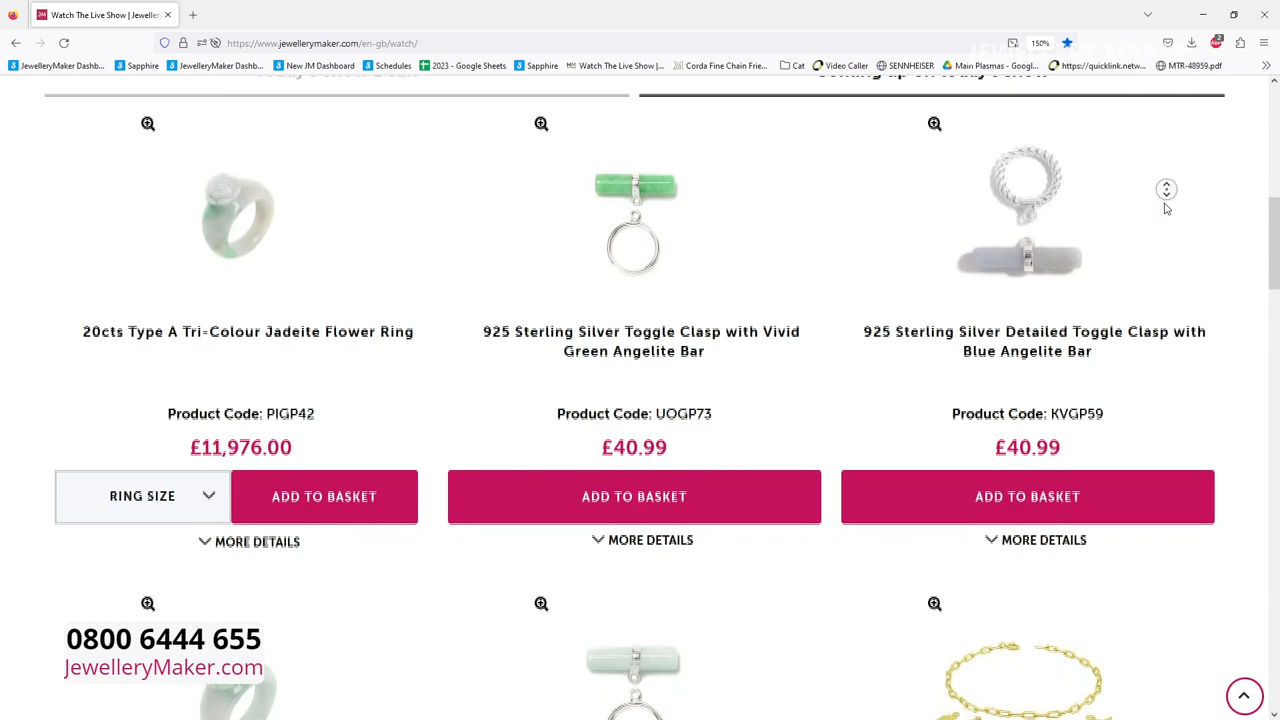 Watch The Live Show | Jeweller
https://www.jewellerymaker.com/en-gb/watch/
150%
2
JewelleryMaker Dashb...
Sapphire
JewelleryMaker Dashb...
New JM Dashboard
Schedules
2023 - Google Sheets
Sapphire
Watch The Live Show |...
Corda Fine Chain Frie...
Cat
Video Caller
SENNHEISER
Main Plasmas - Googl...
https://quicklink.netw...
MTR-48959.pdf
20cts Type A Tri-Colour Jadeite Flower Ring
Product Code: PIGP42
£11,976.00
RING SIZE
ADD TO BASKET
MORE DETAILS
925 Sterling Silver Toggle Clasp with Vivid
Green Angelite Bar
Product Code: UOGP73
£40.99
ADD TO BASKET
MORE DETAILS
925 Sterling Silver Detailed Toggle Clasp with
Blue Angelite Bar
Product Code: KVGP59
£40.99
ADD TO BASKET
MORE DETAILS
0800 6444 655
JewelleryMaker.com